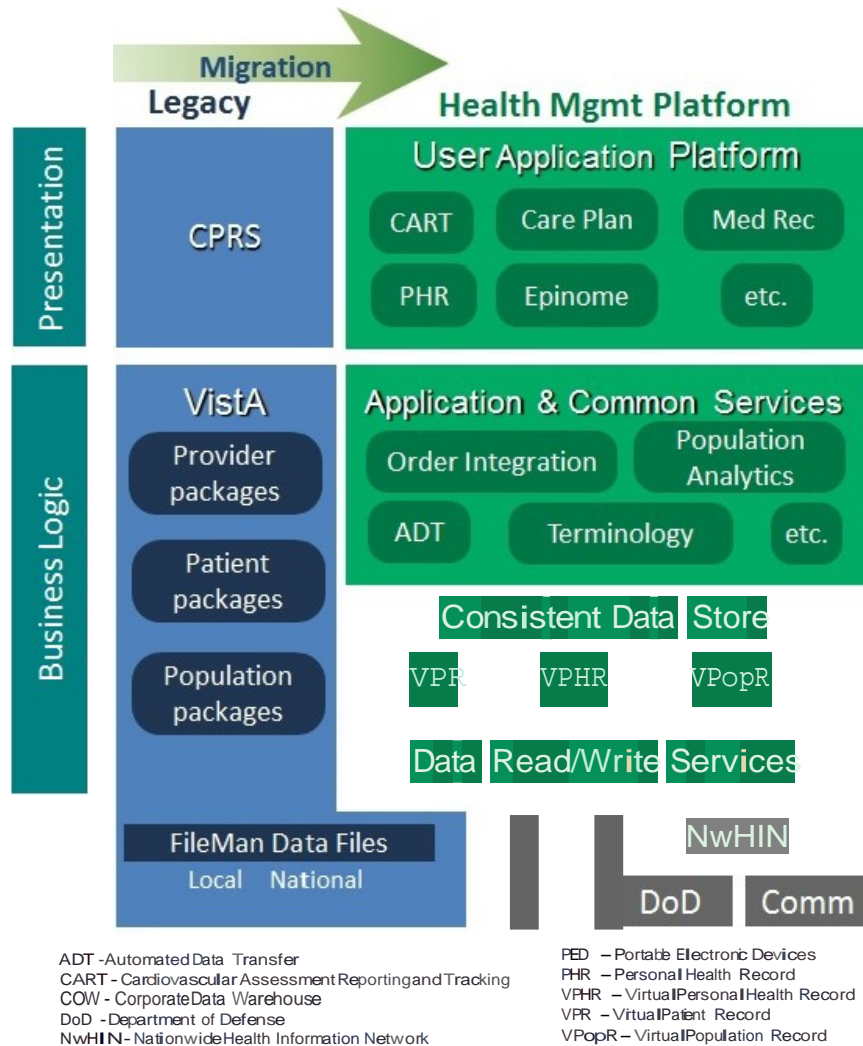 Migration
Legacy
Health Mgmt Platform
Presentation
CPRS
User Application Platform
CART
Care Plan
Med Rec
PHR
Epinome
etc.
Business Logic
VistA
Provider
packages
Patient
packages
Population
packages
Application & Common Services
Order Integration
Population
Analytics
ADT
Terminology
etc.
Consistent Data Store
VPR
VPHR
VPopR
Data Read/Write Services
FileMan Data Files
Local National
NwHIN
DoD
Comm
ADT - Automated Data Transfer
CART - Cardiovascular Assessment Reporting and Tracking
COW - Corporate Data Warehouse
DoD - Department of Defense
NwHIN - Nationwide Health Information Network
PED – Portable Electronic Devices
PHR – Personal Health Record
VPHR – Virtual Personal Health Record
VPR – Virtual Patient Record
VPopR – Virtual Population Record